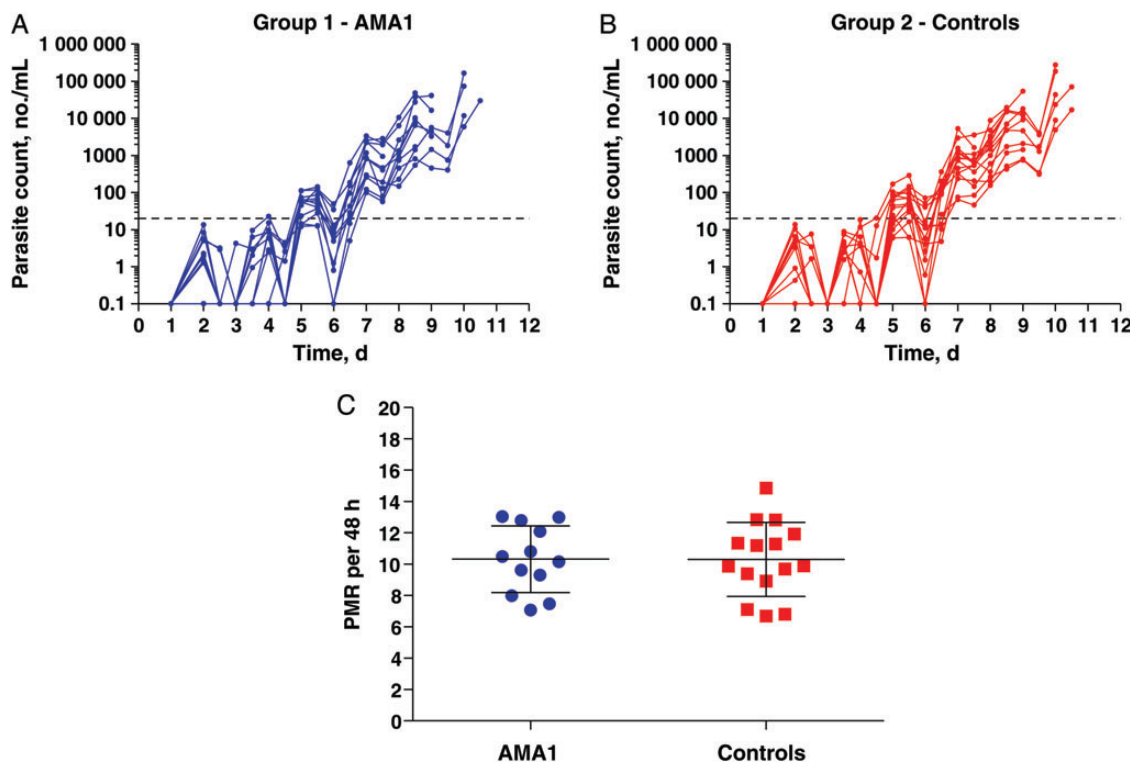 A
Group 1 - AMA1
Parasite count, no./mL
1 000 000
100 000
10 000
1000
100
10
1
0.1
0 1 2 3 4 5 6 7 8 9 10 11 12
Time, d
B
Group 2 - Controls
Parasite count, no./mL
1 000 000
100 000
10 000
1000
100
10
1
0.1
0 1 2 3 4 5 6 7 8 9 10 11 12
Time, d
C
PMR per 48 h
20
18
16
14
12
10
8
6
4
2
0
AMA1 Controls